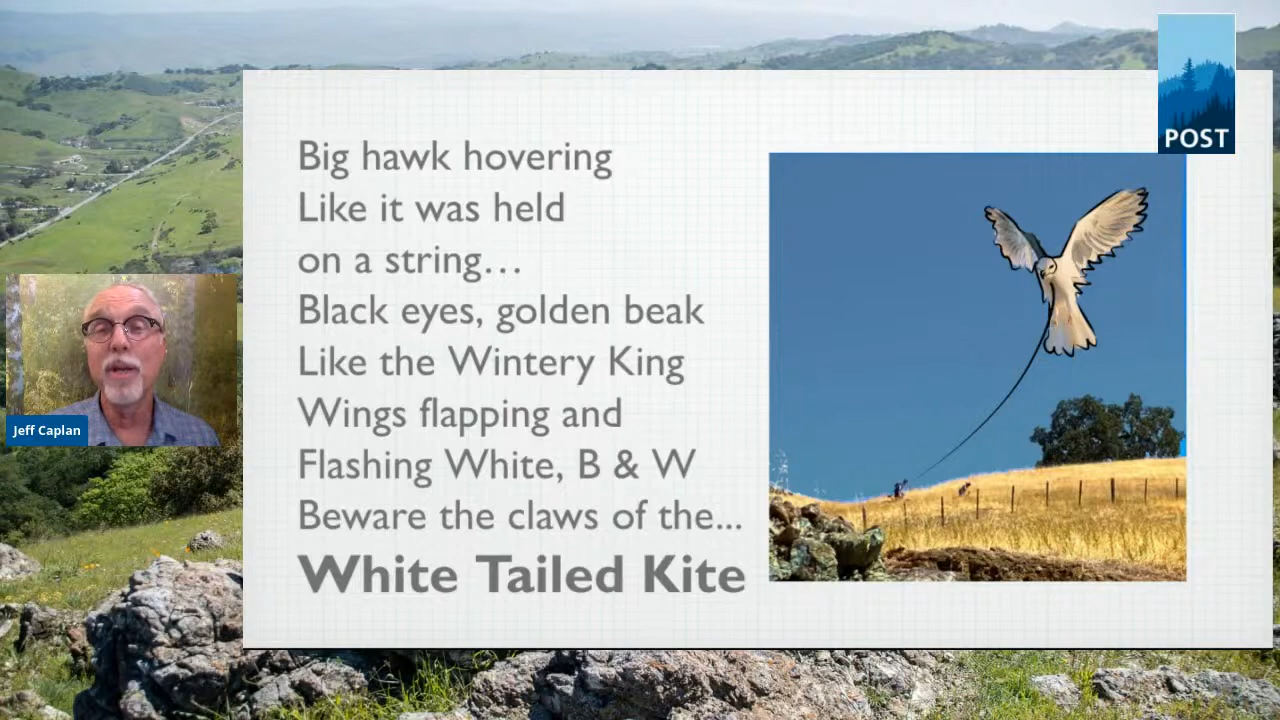 POST
Big hawk hovering
Like it was held
on a string...
Black eyes, golden beak
Like the Wintery King
Wings flapping and
Flashing White, B & W
Beware the claws of the...
White Tailed Kite
Jeff Caplan